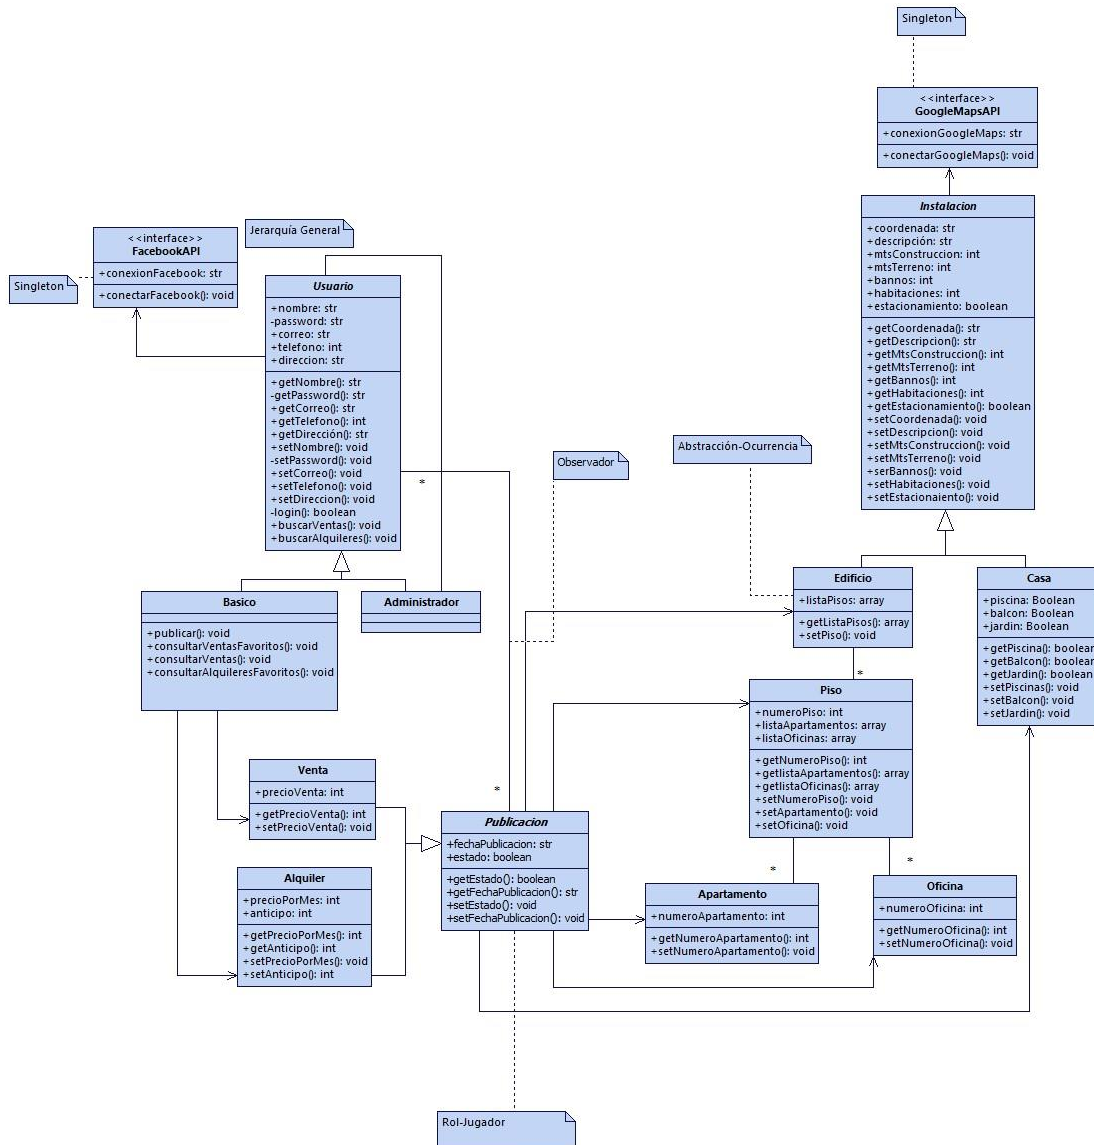 Singleton
<<interface>>
GoogleMapsAPI
+conexionGoogleMaps: str
+conectarGoogleMaps(): void
Instalacion
+coordenada: str
+descripción: str
+mtsConstruccion: int
+mtsTerreno: int
+bannos: int
+habitaciones: int
+estacionamiento: boolean
+getCoordenada(): str
+getDescripcion(): str
+getMtsConstruccion(): int
+getMtsTerreno(): int
+getBannos(): int
+getHabitaciones(): int
+getEstacionamiento(): boolean
+setCoordenada(): void
+setDescripcion(): void
+setMtsConstruccion(): void
+setMtsTerreno(): void
+serBannos(): void
+setHabitaciones(): void
+setEstacionaiento(): void
Jerarquía General
<<interface>>
FacebookAPI
+conexionFacebook: str
+conectarFacebook(): void
Singleton
Usuario
+nombre: str
-password: str
+correo: str
+telefono: int
+direccion: str
+getNombre(): str
-getPassword(): str
+getCorreo(): str
+getTelefono(): int
+getDirección(): str
+setNombre(): void
-setPassword(): void
+setCorreo(): void
+setTelefono(): void
+setDireccion(): void
-login(): boolean
+buscarVentas(): void
+buscarAlquileres(): void
*
Observador
Abstracción-Ocurrencia
Basico
+publicar(): void
+consultarVentasFavoritos(): void
+consultarVentas(): void
+consultarAlquileresFavoritos(): void
Administrador
Edificio
+listaPisos: array
+getListaPisos(): array
+setPiso(): void
*
Casa
+piscina: Boolean
+balcon: Boolean
+jardin: Boolean
+getPiscina(): boolean
+getBalcon(): boolean
+getJardin(): boolean
+setPiscinas(): void
+setBalcon(): void
+setJardin(): void
Piso
+numeroPiso: int
+listaApartamentos: array
+listaOficinas: array
+getNumeroPiso(): int
+getlistaApartamentos(): array
+getlistaOficinas(): array
+setNumeroPiso(): void
+setApartamento(): void
+setOficina(): void
*
*
Venta
+precioVenta: int
+getPrecioVenta(): int
+setPrecioVenta(): void
*
Publicacion
+fechaPublicacion: str
+estado: boolean
+getEstado(): boolean
+getFechaPublicacion(): str
+setEstado(): void
+setFechaPublicacion(): void
Alquiler
+precioPorMes: int
+anticipo: int
+getPrecioPorMes(): int
+getAnticipo(): int
+setPrecioPorMes(): void
+setAnticipo(): int
Apartamento
+numeroApartamento: int
+getNumeroApartamento(): int
+setNumeroApartamento(): void
Oficina
+numeroOficina: int
+getNumeroOficina(): int
+setNumeroOficina(): void
Rol-Jugador